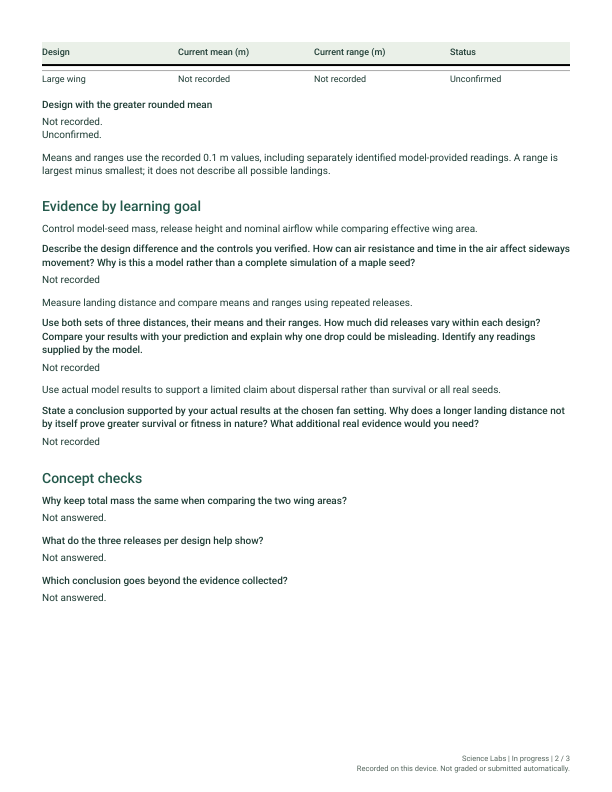 Design Current mean (m) Current range (m) Status
Large wing Not recorded Not recorded Unconfirmed
Design with the greater rounded mean
Not recorded.
Unconfirmed.
Means and ranges use the recorded 0.1 m values, including separately identified model-provided readings. A range is
largest minus smallest; it does not describe all possible landings.
Evidence by learning goal
Control model-seed mass, release height and nominal airflow while comparing effective wing area.
Describe the design difference and the controls you verified. How can air resistance and time in the air affect sideways
movement? Why is this a model rather than a complete simulation of a maple seed?
Not recorded
Measure landing distance and compare means and ranges using repeated releases.
Use both sets of three distances, their means and their ranges. How much did releases vary within each design?
Compare your results with your prediction and explain why one drop could be misleading. Identify any readings
supplied by the model.
Not recorded
Use actual model results to support a limited claim about dispersal rather than survival or all real seeds.
State a conclusion supported by your actual results at the chosen fan setting. Why does a longer landing distance not
by itself prove greater survival or fitness in nature? What additional real evidence would you need?
Not recorded
Concept checks
Why keep total mass the same when comparing the two wing areas?
Not answered.
What do the three releases per design help show?
Not answered.
Which conclusion goes beyond the evidence collected?
Not answered.
Science Labs | In progress | 2 / 3
Recorded on this device. Not graded or submitted automatically.